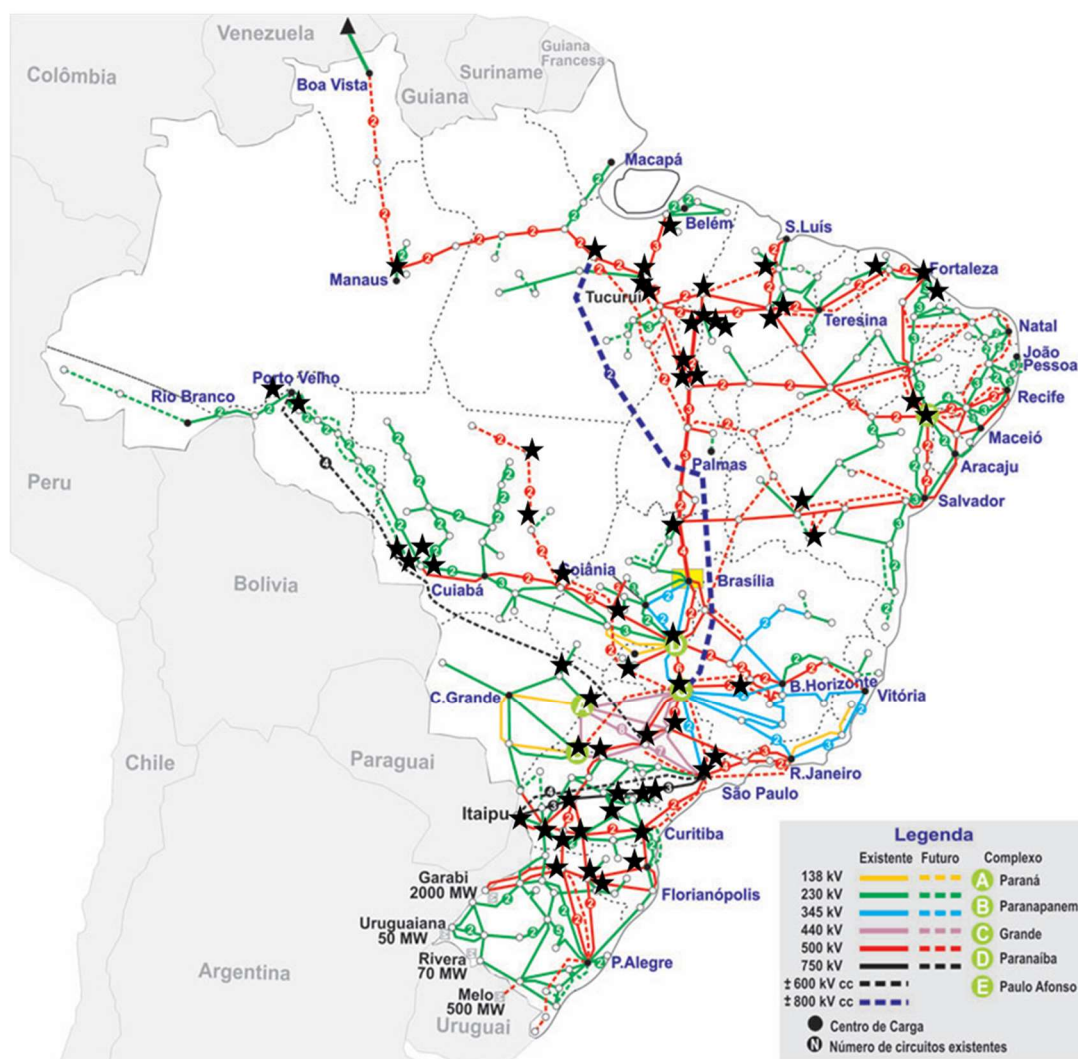 Venezuela
Guiana
Francesa
Colômbia
Suriname
Boa Vista
Guiana
Macapá
Belém
S.Luís
Manaus
Fortaleza
Tucuruí
Teresina
Natal
João
Pessoa
Porto Velho
Rio Branco
Recife
Maceió
Palmas
Aracaju
Peru
Salvador
Bolívia
Goiânia
Brasília
Cuiabá
D
B.Horizonte
C.Grande
Vitória
A
Chile
Paraguai
R.Janeiro
São Paulo
Itaipu
Curitiba
Garabi
2000 MW
Florianópolis
Uruguaiana
50 MW
Rivera
70 MW
P.Alegre
Melo
500 MW
Argentina
Uruguai
Legenda
Existente Futuro Complexo
138 kV A Paraná
230 kV
345 kV B Paranapanem
440 kV C Grande
500 kV
750 kV D Paranaíba
±600 kV cc E Paulo Afonso
±800 kV cc
Centro de Carga
N Número de circuitos existentes